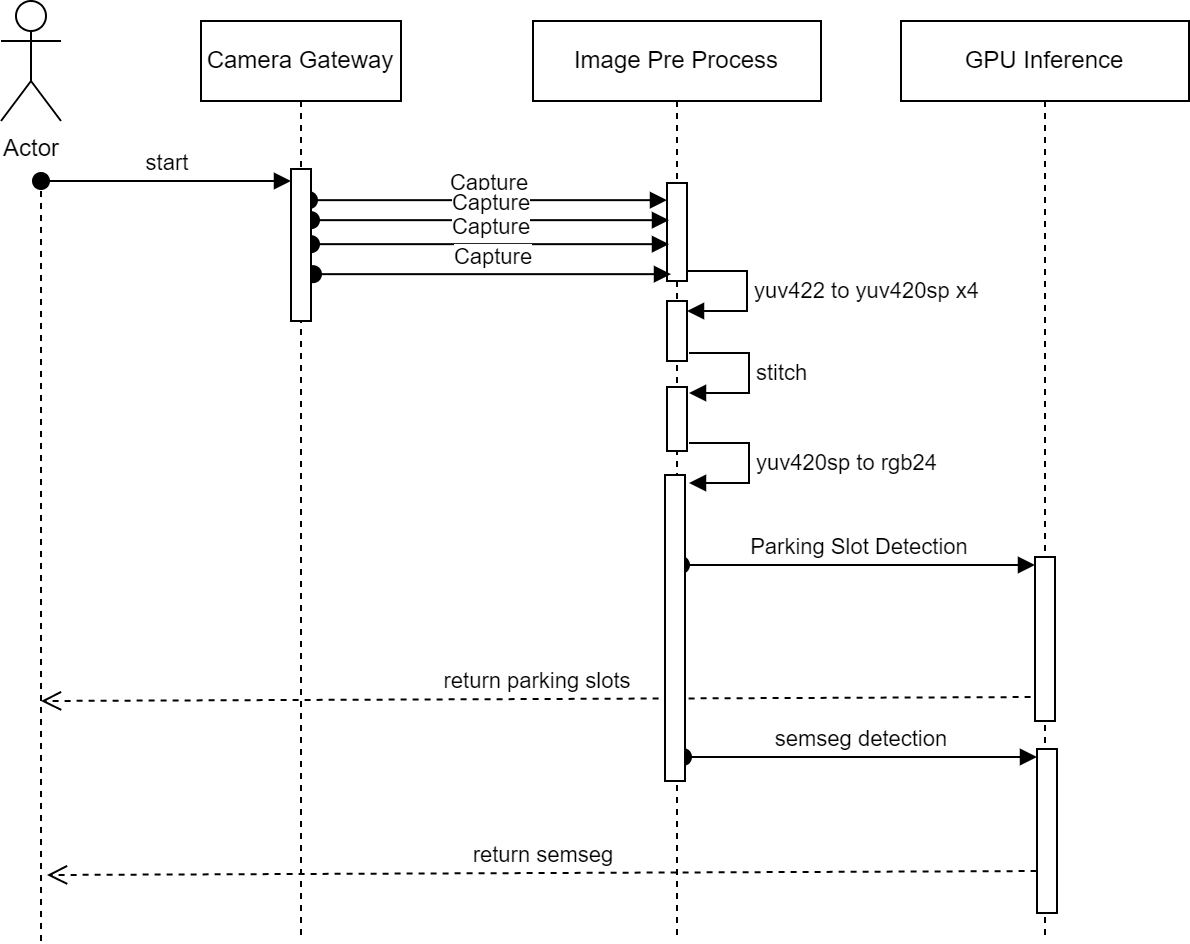 Camera Gateway
Image Pre Process
GPU Inference
Actor
start
Capture
Capture
Capture
Capture
yuv422 to yuv420sp x4
stitch
yuv420sp to rgb24
Parking Slot Detection
return parking slots
semseg detection
return semseg